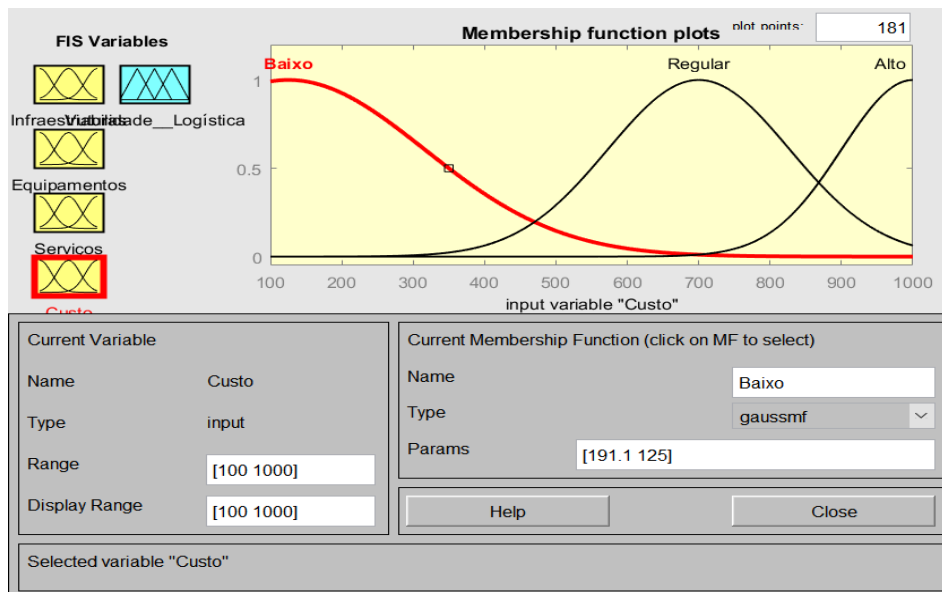 FIS Variables
Membership function plots
plot points:
181
Baixo
Regular
Alto
1
0.5
0
100 200 300 400 500 600 700 800 900 1000
input variable "Custo"
Viabilidade__Logística
Equipamentos
Servicos
Custo
Current Variable
Name Custo
Type input
Range [100 1000]
Display Range [100 1000]
Current Membership Function (click on MF to select)
Name Baixo
Type gaussmf
Params [191.1 125]
Help Close
Selected variable "Custo"